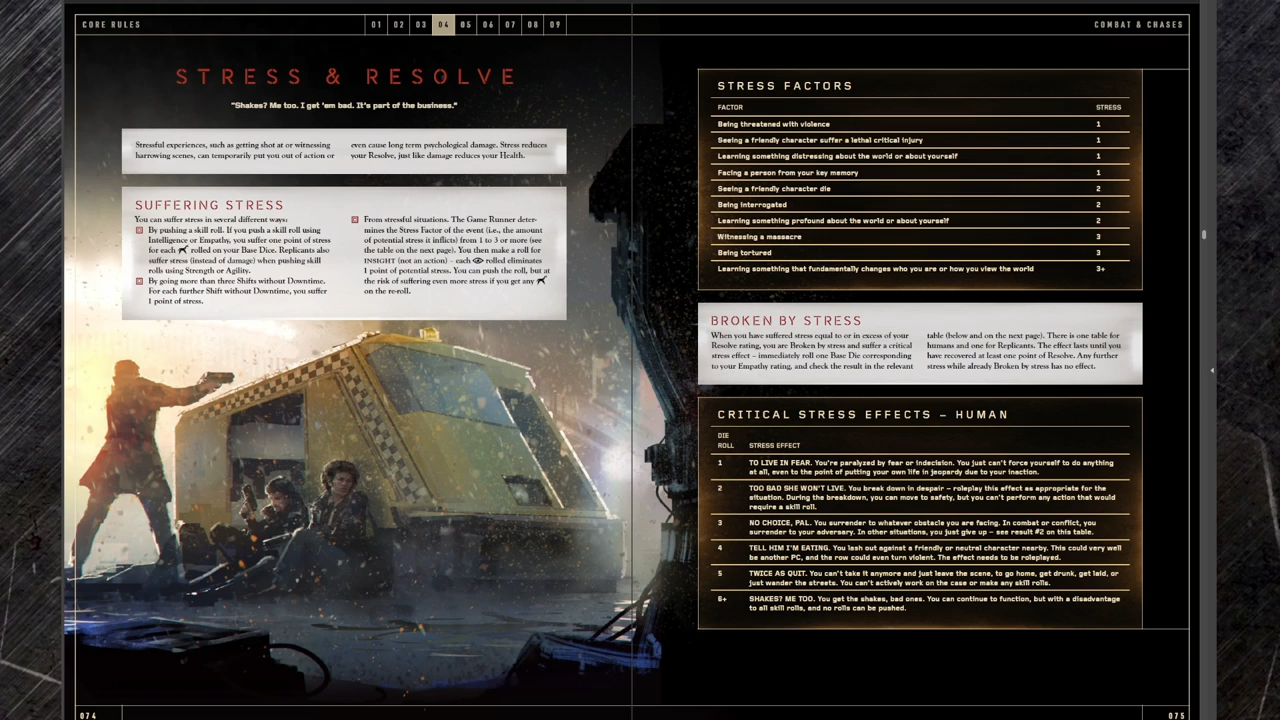 CORE RULES
01 02 03 04 05 06 07 08 09
COMBAT & CHASES
STRESS & RESOLVE
"Shakes? Me too. I get 'em bad. It's part of the business."
Stressful experiences, such as getting shot at or witnessing
harrowing scenes, can temporarily put you out of action or
even cause long term psychological damage. Stress reduces
your Resolve, just like damage reduces your Health.
SUFFERING STRESS
You can suffer stress in several different ways:
By pushing a skill roll. If you push a skill roll using
Intelligence or Empathy, you suffer one point of stress
for each rolled on your Base Dice. Replicants also
suffer stress (instead of damage) when pushing skill
rolls using Strength or Agility.
By going more than three Shifts without Downtime.
For each further Shift without Downtime, you suffer
1 point of stress.
From stressful situations. The Game Runner deter-
mines the Stress Factor of the event (i.e., the amount
of potential stress it inflicts) from 1 to 3 or more (see
the table on the next page). You then make a roll for
INSIGHT (not an action) – each rolled eliminates
1 point of potential stress. You can push the roll, but at
the risk of suffering even more stress if you get any
on the re-roll.
074
STRESS FACTORS
FACTOR STRESS
Being threatened with violence 1
Seeing a friendly character suffer a lethal critical injury 1
Learning something distressing about the world or about yourself 1
Facing a person from your key memory 1
Seeing a friendly character die 2
Being interrogated 2
Learning something profound about the world or about yourself 2
Witnessing a massacre 3
Being tortured 3
Learning something that fundamentally changes who you are or how you view the world 3+
BROKEN BY STRESS
When you have suffered stress equal to or in excess of your
Resolve rating, you are Broken by stress and suffer a critical
stress effect – immediately roll one Base Die corresponding
to your Empathy rating, and check the result in the relevant
table (below and on the next page). There is one table for
humans and one for Replicants. The effect lasts until you
have recovered at least one point of Resolve. Any further
stress while already Broken by stress has no effect.
CRITICAL STRESS EFFECTS – HUMAN
DIE
ROLL STRESS EFFECT
1 TO LIVE IN FEAR. You're paralyzed by fear or indecision. You just can't force yourself to do anything
at all, even to the point of putting your own life in jeopardy due to your inaction.
2 TOO BAD SHE WON'T LIVE. You break down in despair – roleplay this effect as appropriate for the
situation. During the breakdown, you can move to safety, but you can't perform any action that would
require a skill roll.
3 NO CHOICE, PAL. You surrender to whatever obstacle you are facing. In combat or conflict, you
surrender to your adversary. In other situations, you just give up – see result #2 on this table.
4 TELL HIM I'M EATING. You lash out against a friendly or neutral character nearby. This could very well
be another PC, and the row could even turn violent. The effect needs to be roleplayed.
5 TWICE AS QUIT. You can't take it anymore and just leave the scene, to go home, get drunk, get laid, or
just wander the streets. You can't actively work on the case or make any skill rolls.
6+ SHAKES? ME TOO. You get the shakes, bad ones. You can continue to function, but with a disadvantage
to all skill rolls, and no rolls can be pushed.
075